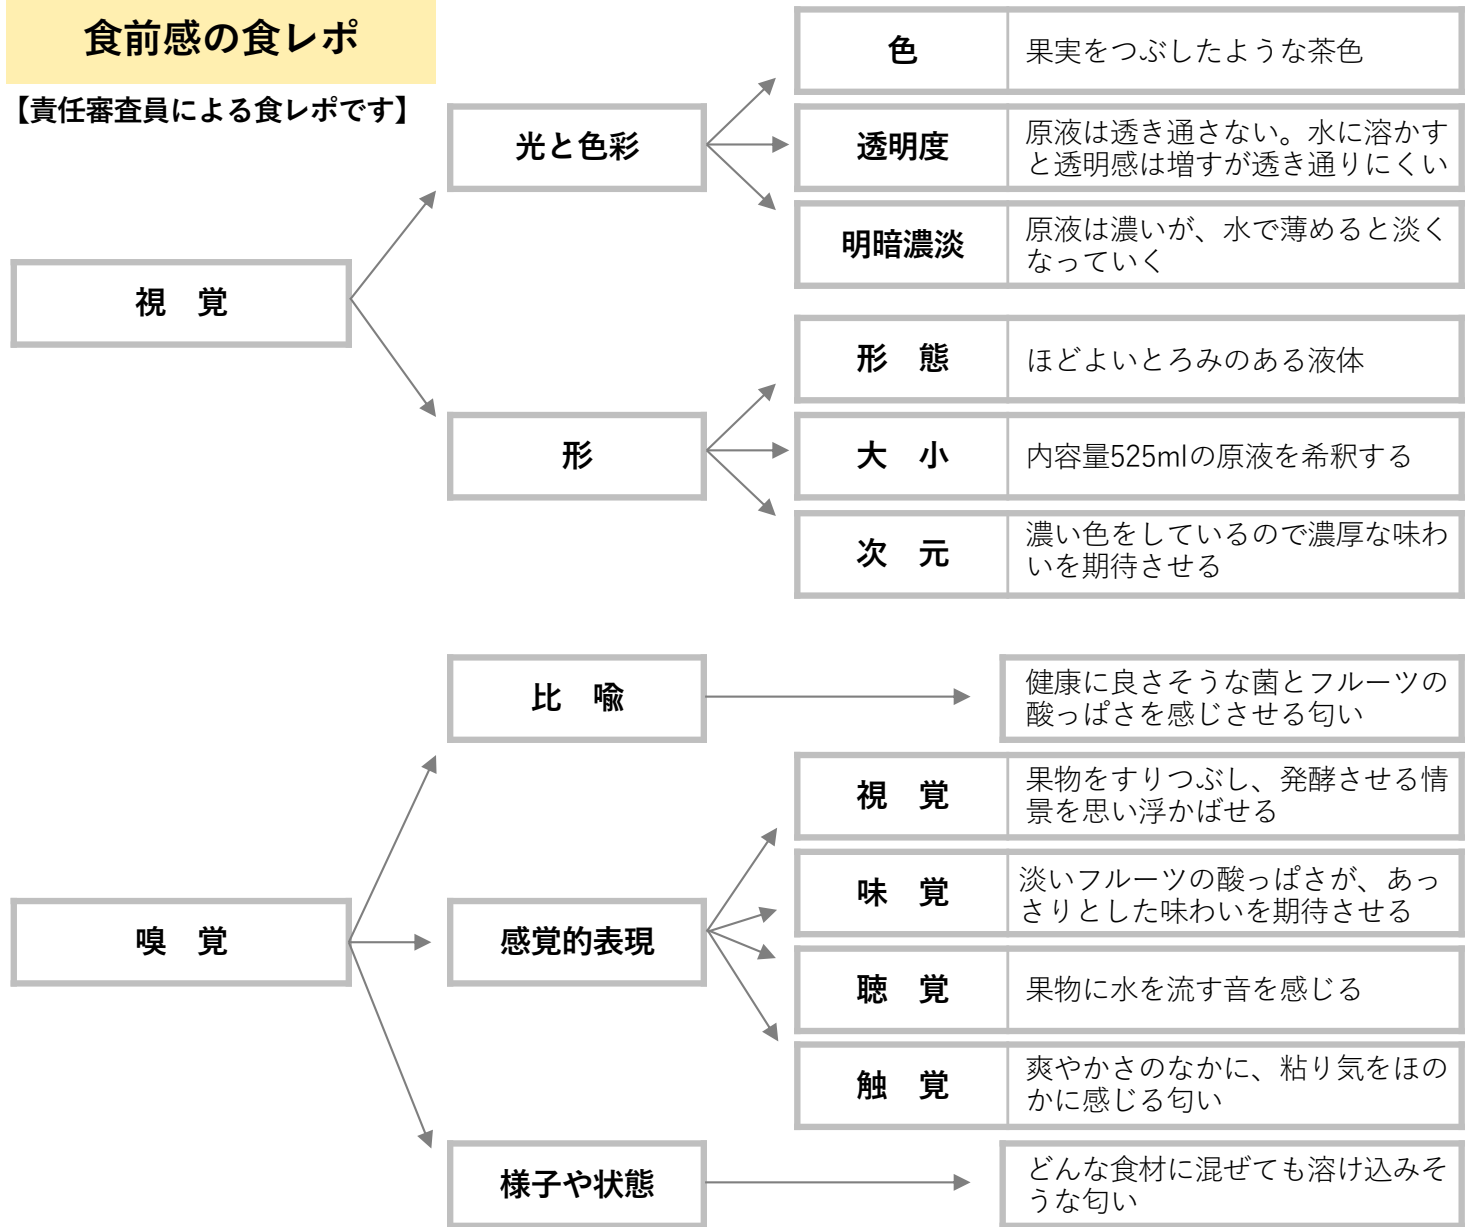 食前感の食レポ
【責任審査員による食レポです】
視　覚
光と色彩
色
果実をつぶしたような茶色
透明度
原液は透き通さない。水に溶かす
と透明感は増すが透き通りにくい
明暗濃淡
原液は濃いが、水で薄めると淡く
なっていく
形
形　態
ほどよいとろみのある液体
大　小
内容量525mlの原液を希釈する
次　元
濃い色をしているので濃厚な味わ
いを期待させる
嗅　覚
比　喩
健康に良さそうな菌とフルーツの
酸っぱさを感じさせる匂い
感覚的表現
視　覚
果物をすりつぶし、発酵させる情
景を思い浮かばせる
味　覚
淡いフルーツの酸っぱさが、あっ
さりとした味わいを期待させる
聴　覚
果物に水を流す音を感じる
触　覚
爽やかさのなかに、粘り気をほの
かに感じる匂い
様子や状態
どんな食材に混ぜても溶け込みそ
うな匂い